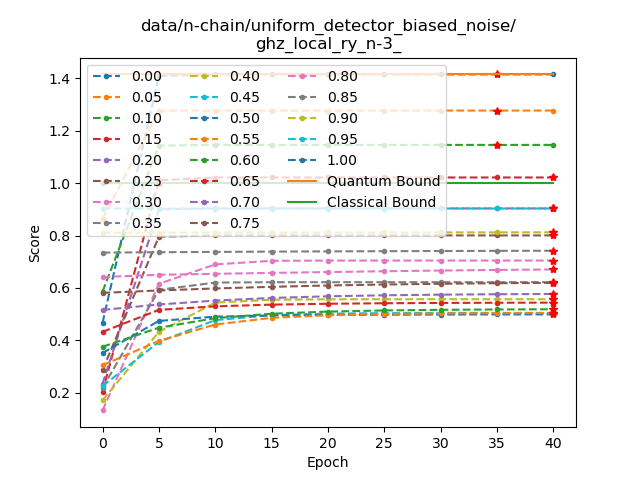 data/n-chain/uniform_detector_biased_noise/
ghz_local_ry_n-3_
Score
1.4
1.2
1.0
0.8
0.6
0.4
0.2
0.00 0.40 0.80
0.05 0.45 0.85
0.10 0.50 0.90
0.15 0.55 0.95
0.20 0.60 1.00
0.25 0.65 Quantum Bound
0.30 0.70 Classical Bound
0.35 0.75
0 5 10 15 20 25 30 35 40
Epoch